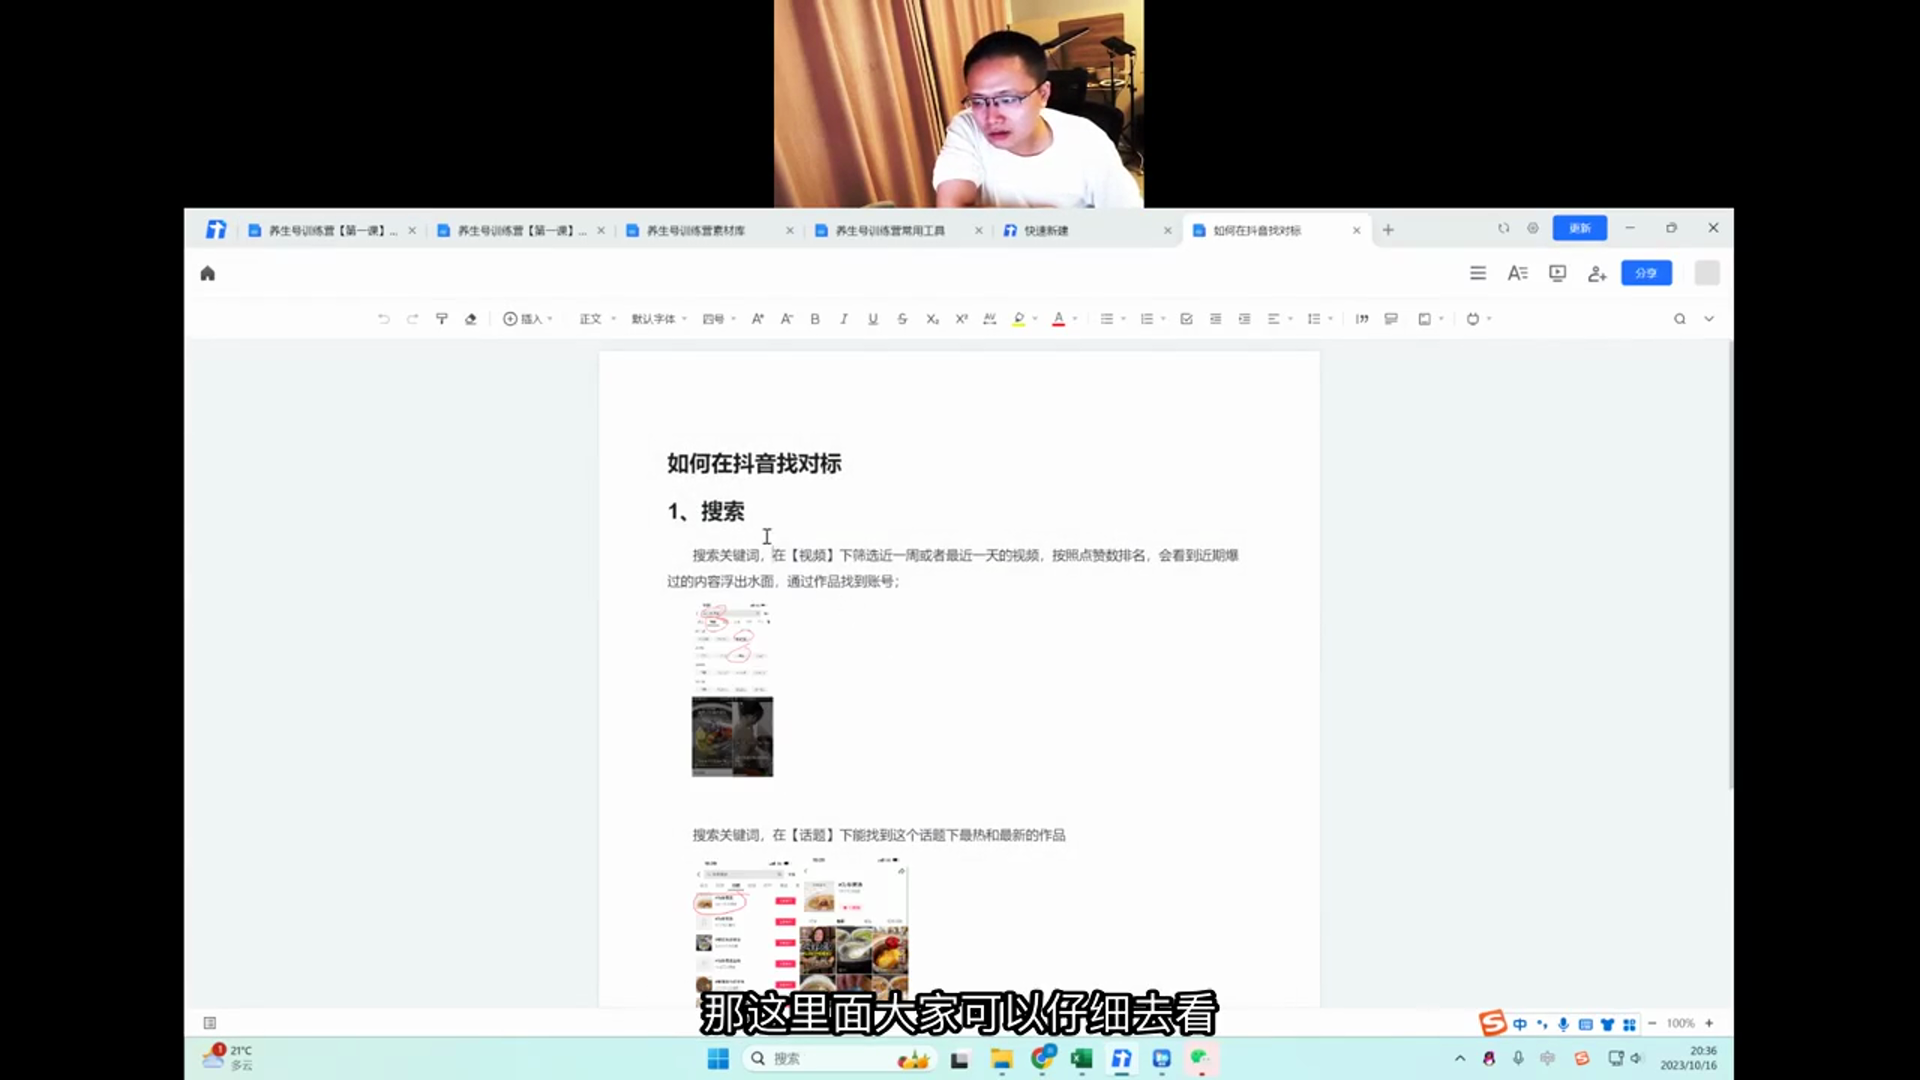 养生号训练营【第一课】...
养生号训练营【第一课】...
养生号训练营素材库
养生号训练营常用工具
快速新建
如何在抖音找对标
更新
分享
插入
正文
默认字体
四号
如何在抖音找对标
1、搜索
搜索关键词，在【视频】下筛选近一周或者最近一天的视频，按照点赞数排名，会看到近期爆
过的内容浮出水面，通过作品找到账号；
搜索关键词，在【话题】下能找到这个话题下最热和最新的作品
那这里面大家可以仔细去看
中
100%
21°C
多云
搜索
20:36
2023/10/16